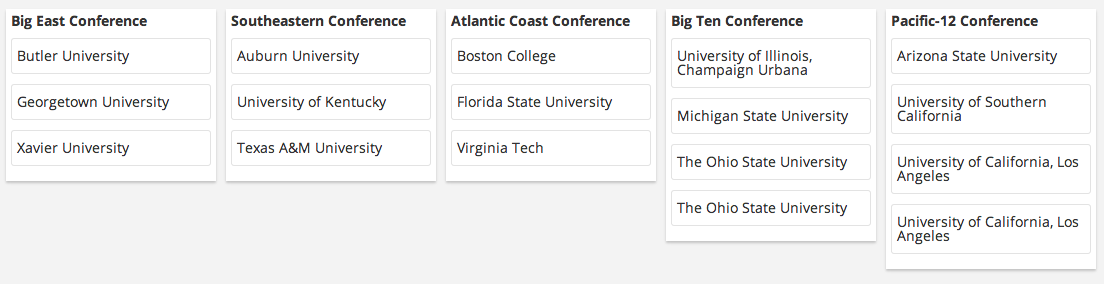 Big East Conference
Butler University
Georgetown University
Xavier University
Southeastern Conference
Auburn University
University of Kentucky
Texas A&M University
Atlantic Coast Conference
Boston College
Florida State University
Virginia Tech
Big Ten Conference
University of Illinois,
Champaign Urbana
Michigan State University
The Ohio State University
The Ohio State University
Pacific-12 Conference
Arizona State University
University of Southern
California
University of California, Los
Angeles
University of California, Los
Angeles